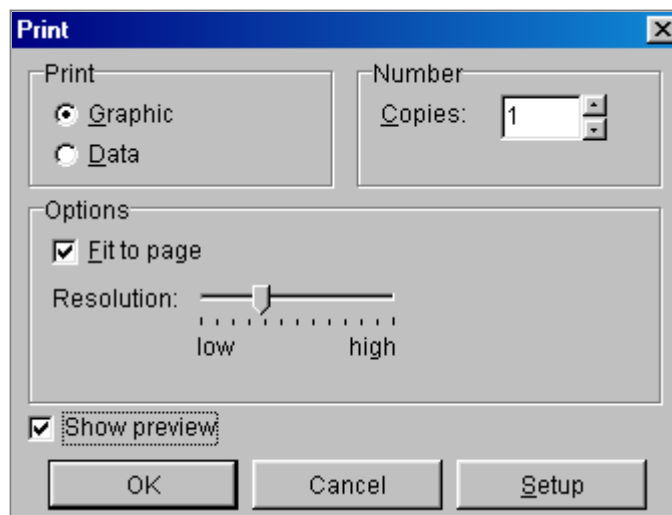 Print
Print
Graphic
Data
Number
Copies: 1
Options
Fit to page
Resolution:
low high
Show preview
OK Cancel Setup